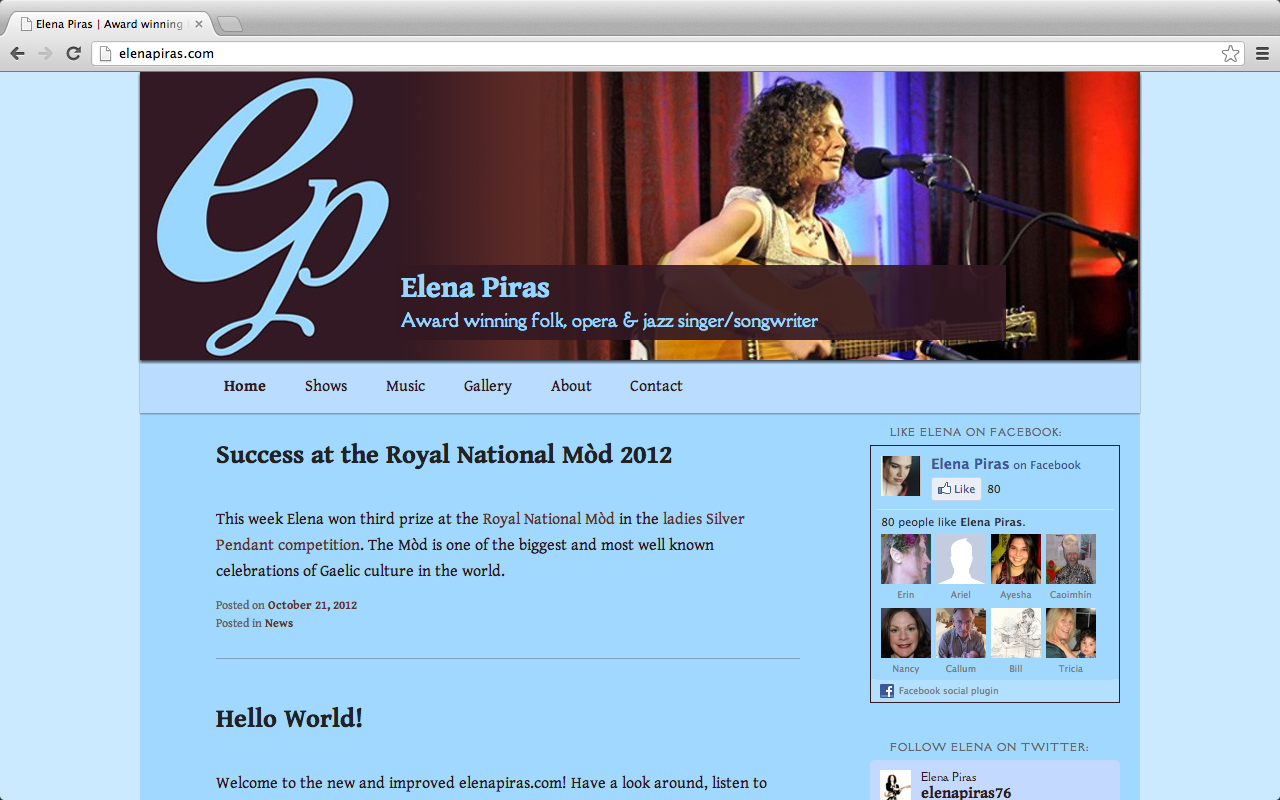 Elena Piras | Award winning
elenapiras.com
ep
Elena Piras
Award winning folk, opera & jazz singer/songwriter
Home Shows Music Gallery About Contact
Success at the Royal National Mòd 2012
This week Elena won third prize at the Royal National Mòd in the ladies Silver
Pendant competition. The Mòd is one of the biggest and most well known
celebrations of Gaelic culture in the world.
Posted on October 21, 2012
Posted in News
Hello World!
Welcome to the new and improved elenapiras.com! Have a look around, listen to
LIKE ELENA ON FACEBOOK:
Elena Piras on Facebook
Like 80
80 people like Elena Piras.
Erin Ariel Ayesha Caoimhín
Nancy Callum Bill Tricia
Facebook social plugin
FOLLOW ELENA ON TWITTER:
Elena Piras
elenapiras76